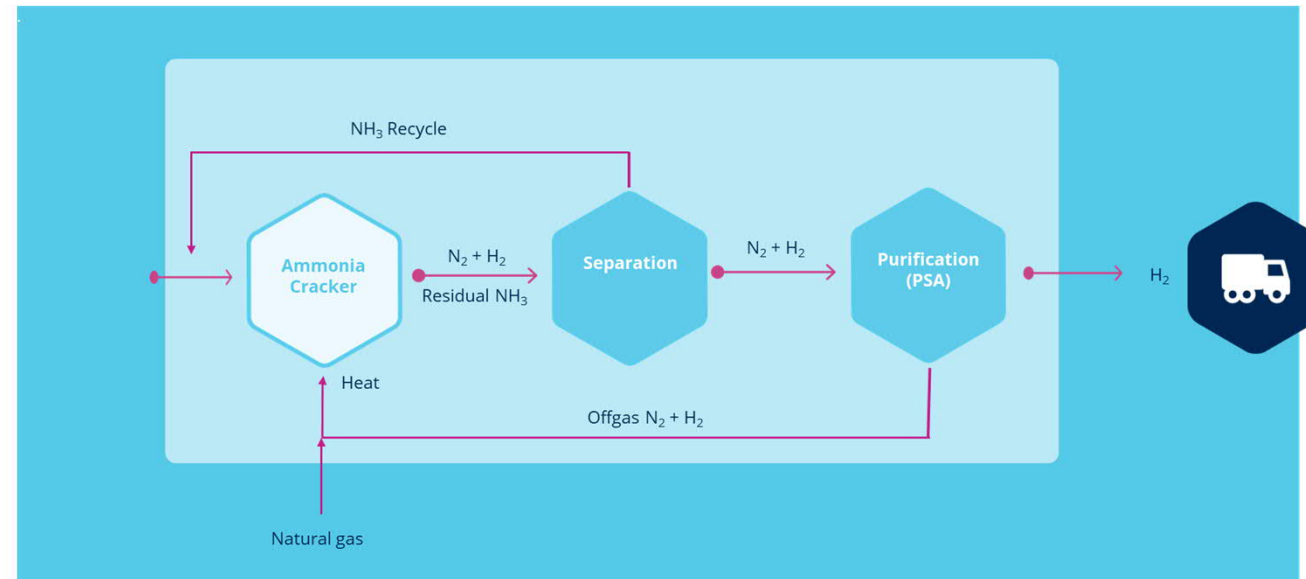 NH₃ Recycle
Ammonia
Cracker
N₂ + H₂
Residual NH₃
Separation
N₂ + H₂
Purification
(PSA)
H₂
Heat
Offgas N₂ + H₂
Natural gas